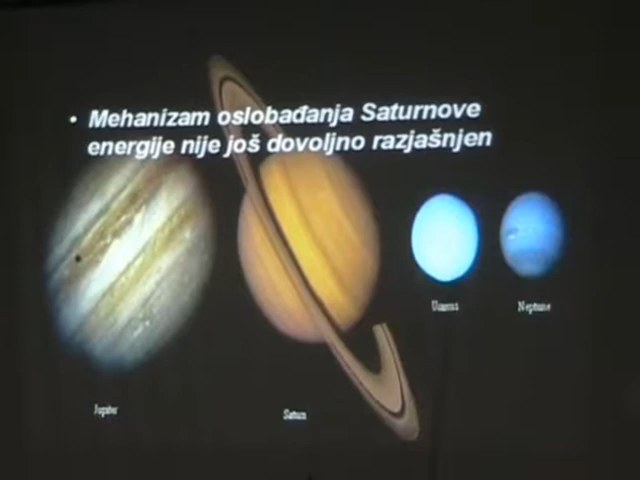 • Mehanizam oslobađanja Saturnove
energije nije još dovoljno razjašnjen
Uranus
Neptune
Jupiter
Saturn